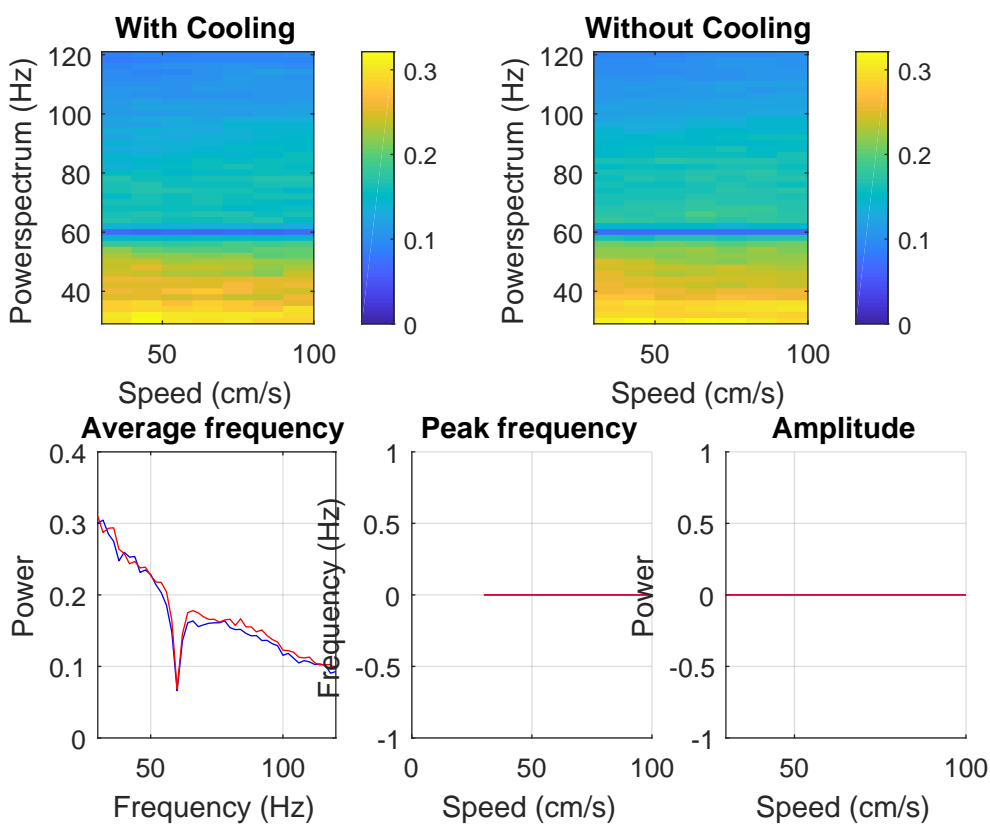 With Cooling
Without Cooling
Powerspectrum (Hz)
120
100
80
60
40
50
100
Speed (cm/s)
0.3
0.2
0.1
0
Powerspectrum (Hz)
120
100
80
60
40
50
100
Speed (cm/s)
0.3
0.2
0.1
0
Average frequency
Power
0.4
0.3
0.2
0.1
0
50
100
Frequency (Hz)
Peak frequency
Frequency (Hz)
1
0.5
0
-0.5
-1
0
50
100
Speed (cm/s)
Amplitude
Power
1
0.5
0
-0.5
-1
50
100
Speed (cm/s)